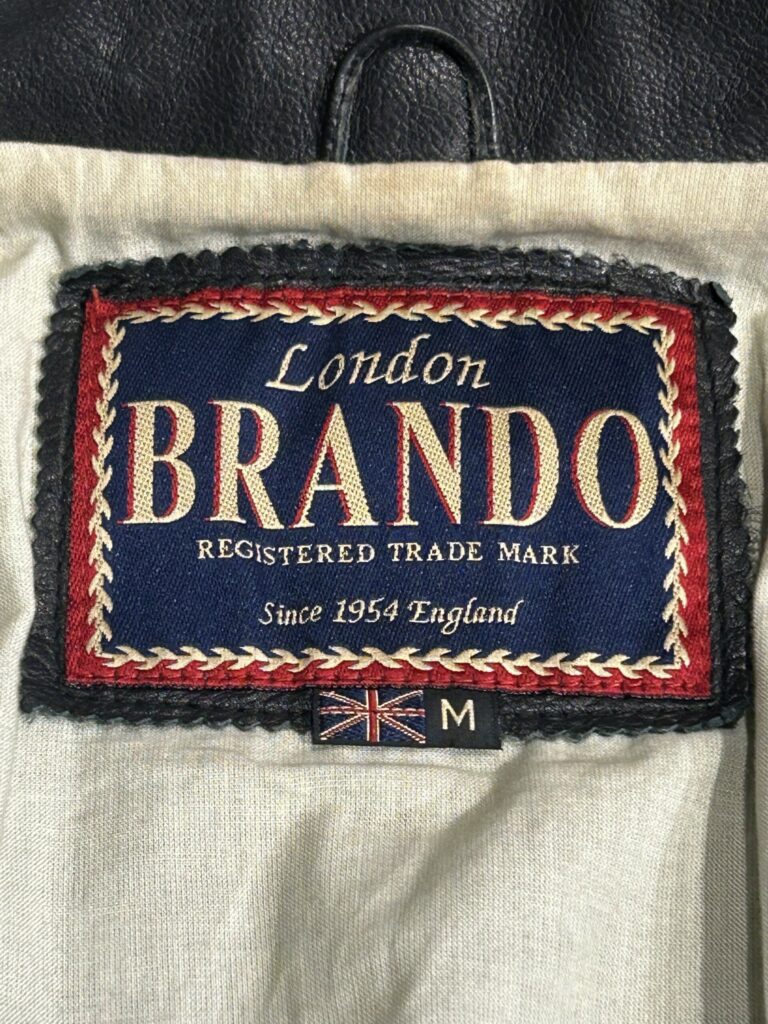 London
BRANDO
REGISTERED TRADE MARK
Since 1954 England
M